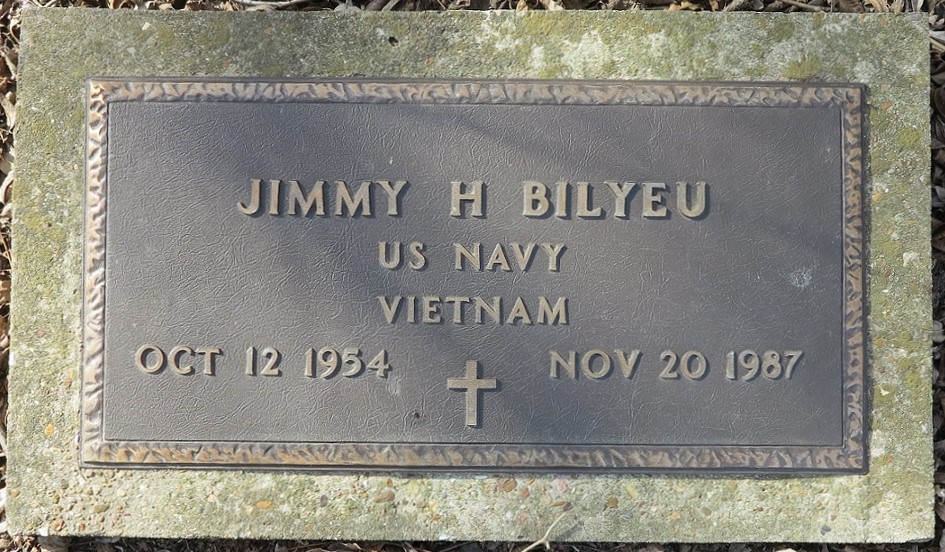 JIMMY H BILYEU
US NAVY
VIETNAM
OCT 12 1954 NOV 20 1987